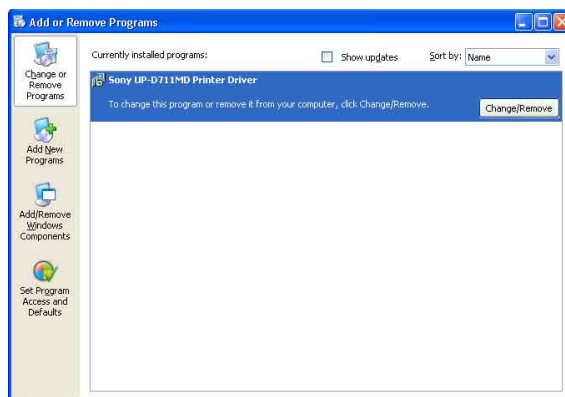 Add or Remove Programs
Change or
Remove
Programs
Currently installed programs:
Show updates
Sort by:
Name
Sony UP-D711MD Printer Driver
To change this program or remove it from your computer, click Change/Remove.
Change/Remove
Add New
Programs
Add/Remove
Windows
Components
Set Program
Access and
Defaults